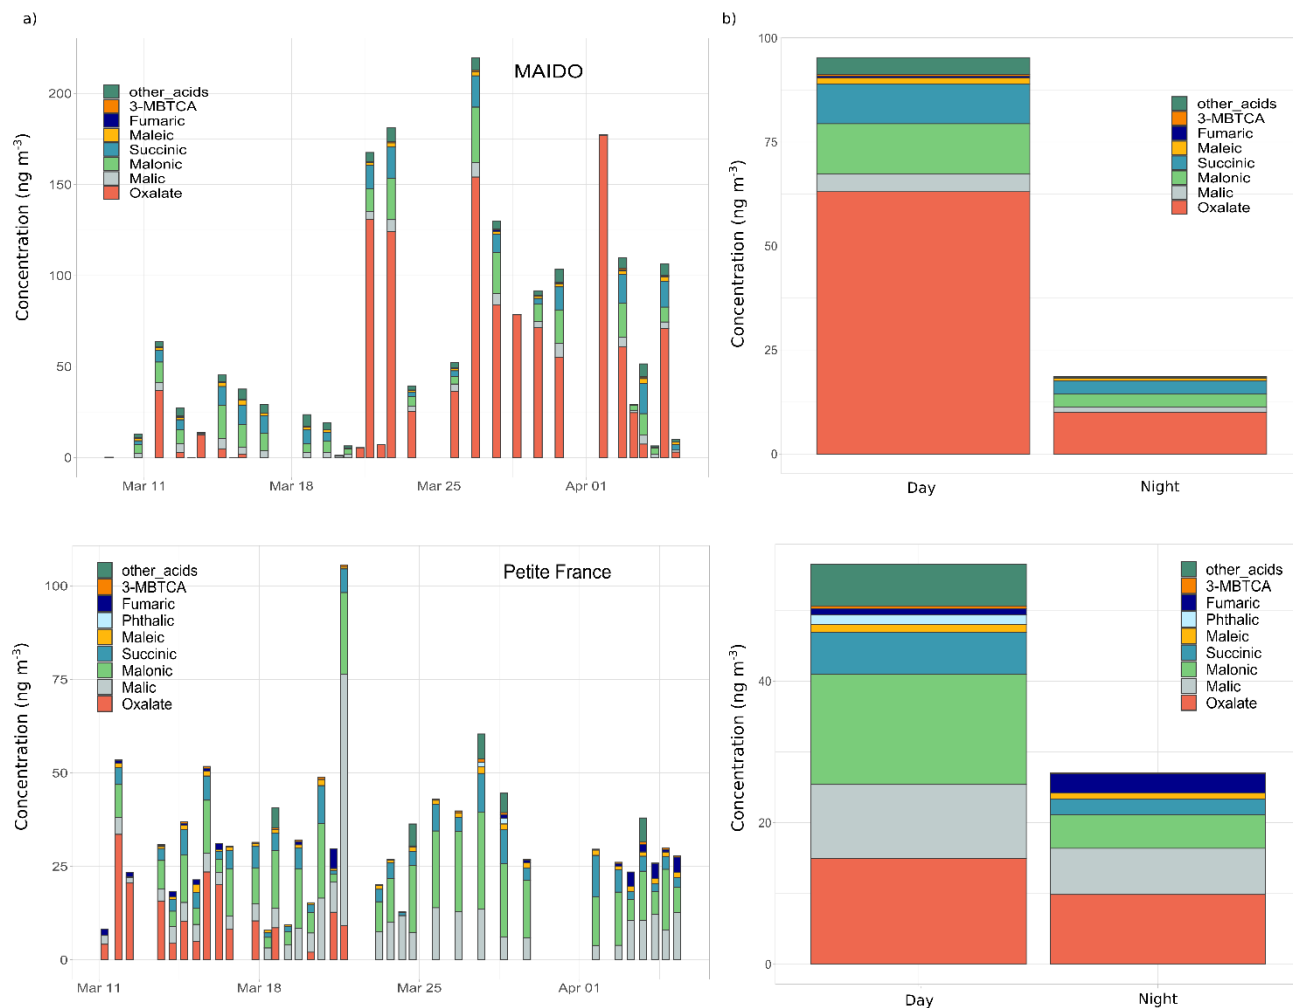 a)
MAIDO
other_acids
3-MBTCA
Fumaric
Maleic
Succinic
Malonic
Malic
Oxalate
Concentration (ng m⁻³)
200
150
100
50
0
Mar 11
Mar 18
Mar 25
Apr 01
b)
other_acids
3-MBTCA
Fumaric
Maleic
Succinic
Malonic
Malic
Oxalate
Concentration (ng m⁻³)
100
75
50
25
0
Day
Night
Petite France
other_acids
3-MBTCA
Fumaric
Phthalic
Maleic
Succinic
Malonic
Malic
Oxalate
Concentration (ng m⁻³)
100
75
50
25
0
Mar 11
Mar 18
Mar 25
Apr 01
other_acids
3-MBTCA
Fumaric
Phthalic
Maleic
Succinic
Malonic
Malic
Oxalate
Concentration (ng m⁻³)
40
20
0
Day
Night